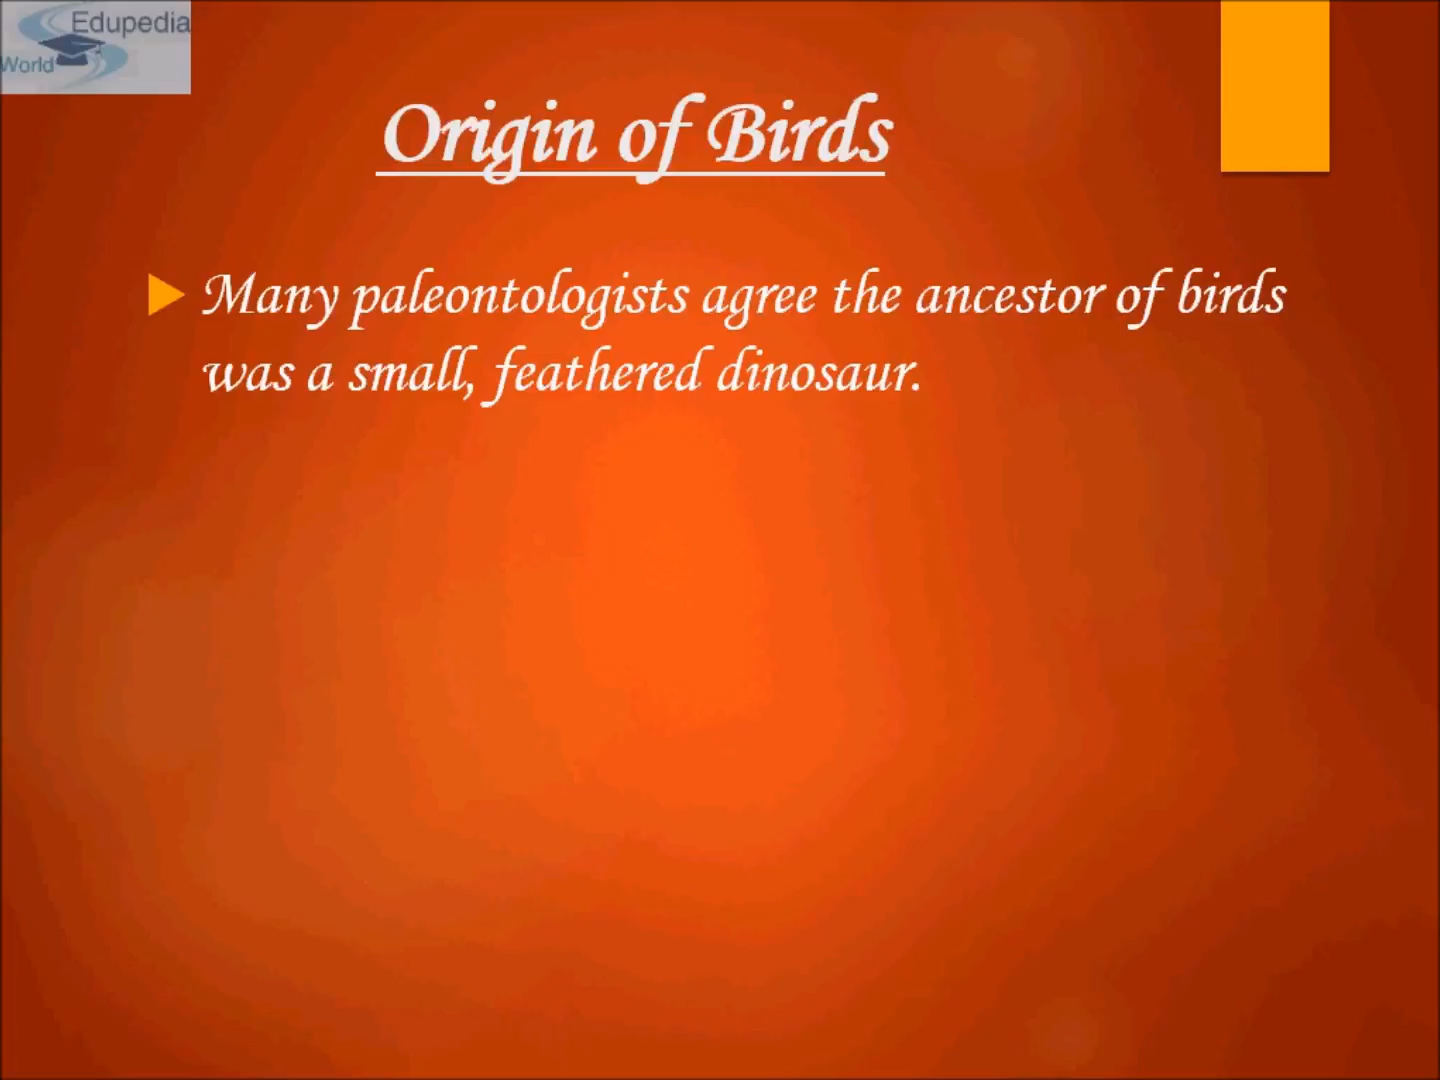 Edupedia
World
Origin of Birds
Many paleontologists agree the ancestor of birds
was a small, feathered dinosaur.